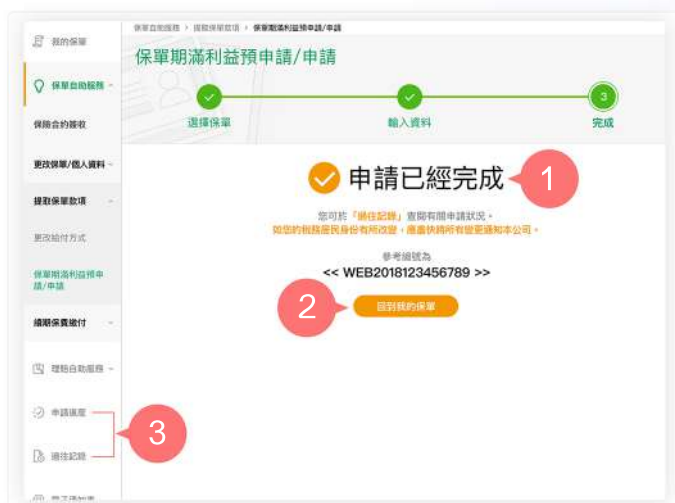 保單自助服務 > 提取保單款項 > 保單期滿利益預申請/申請
我的保單
保單期滿利益預申請/申請
保單自助服務
3
選擇保單
輸入資料
完成
保險合約簽收
更改保單/個人資料
申請已經完成
1
提取保單款項
您可於「過往記錄」查閱有關申請狀況。
如您的稅務居民身份有所改變，應盡快將所有變更通知本公司。
更改給付方式
參考編號為
<< WEB2018123456789 >>
保單期滿利益預申
請/申請
2
回到我的保單
續期保費繳付
理賠自助服務
申請進度
3
過往記錄